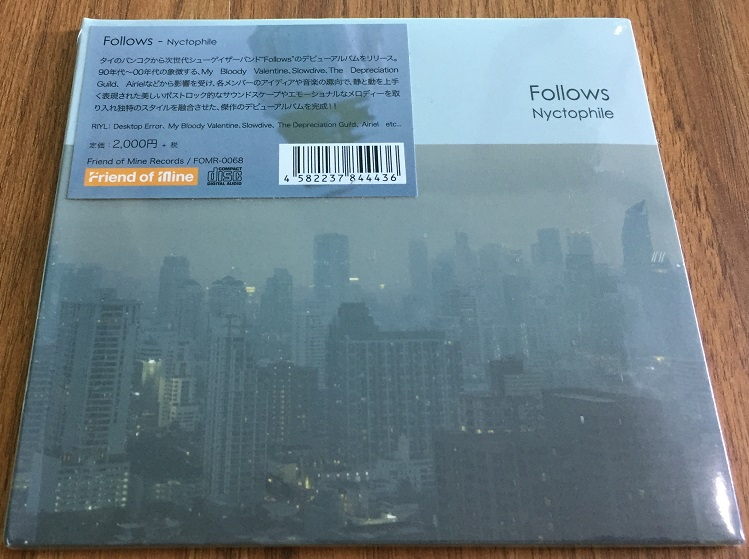 Follows - Nyctophile
タイのバンコクから次世代シューゲイザーバンド"Follows"のデビューアルバムをリリース。
90年代〜00年代の象徴する、My Bloody Valentine、Slowdive、The Depreciation
Guild、Airielなどから影響を受け、各メンバーのアイディアや音楽の趣向で、静と動を上手
く表現された美しいポストロック的なサウンドスケープやエモーショナルなメロディーを取
り入れ独特のスタイルを融合させた、傑作のデビューアルバムを完成!!
RIYL: Desktop Error, My Bloody Valentine, Slowdive, The Depreciation Guild, Airiel etc...
定価：2,000円 + 税
Friend of Mine Records / FOMR-0068
Friend of Mine
COMPACT
disc
DIGITAL AUDIO
4 582237 844436
Follows
Nyctophile